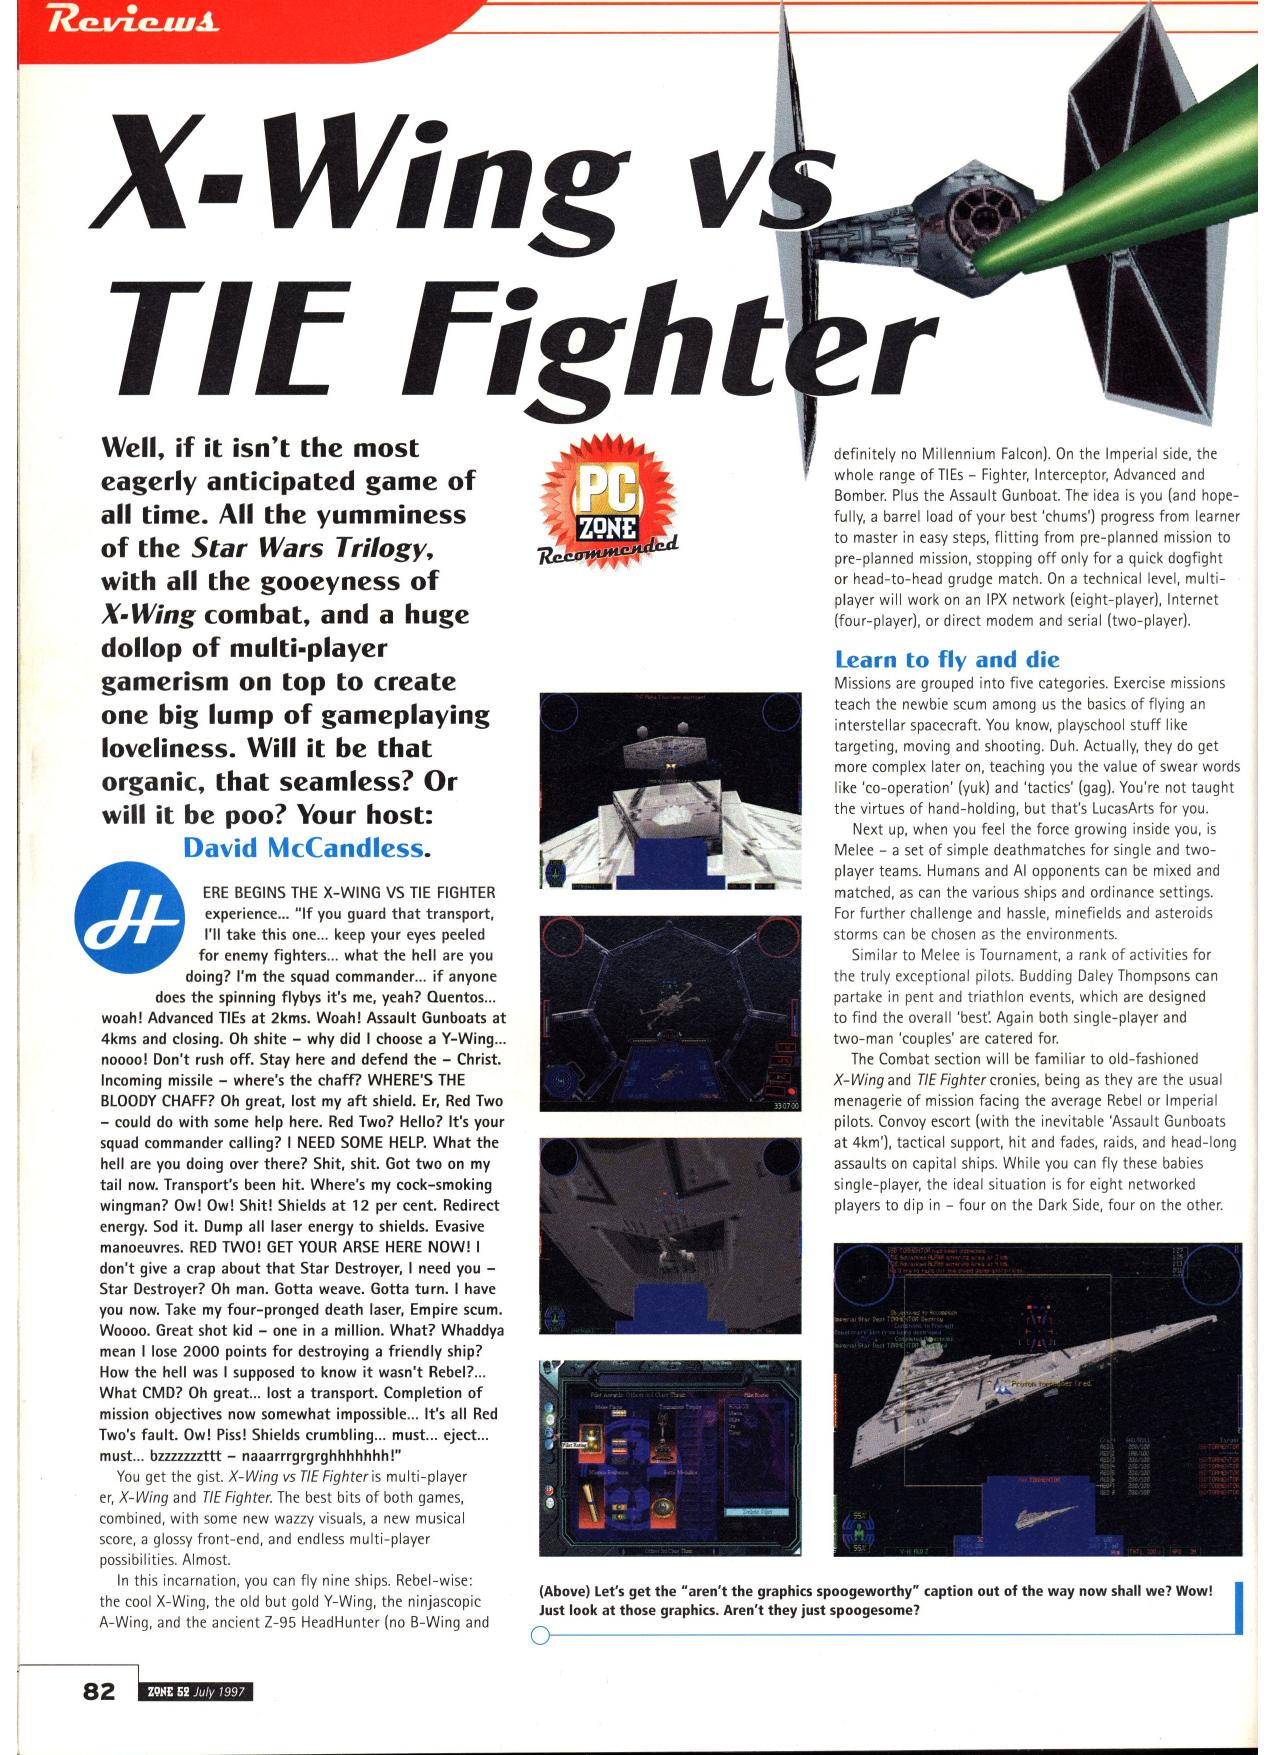 Reviews
X-Wing vs
TIE Fighter
Well, if it isn't the most
eagerly anticipated game of
all time. All the yumminess
of the Star Wars Trilogy,
with all the gooeyness of
X-Wing combat, and a huge
dollop of multi-player
gamerism on top to create
one big lump of gameplaying
loveliness. Will it be that
organic, that seamless? Or
will it be poo? Your host:
David McCandless.
H
ERE BEGINS THE X-WING VS TIE FIGHTER
experience... "If you guard that transport,
I'll take this one... keep your eyes peeled
for enemy fighters... what the hell are you
doing? I'm the squad commander... if anyone
does the spinning flybys it's me, yeah? Quentos...
woah! Advanced TIEs at 2kms. Woah! Assault Gunboats at
4kms and closing. Oh shite – why did I choose a Y-Wing...
noooo! Don't rush off. Stay here and defend the – Christ.
Incoming missile – where's the chaff? WHERE'S THE
BLOODY CHAFF? Oh great, lost my aft shield. Er, Red Two
– could do with some help here. Red Two? Hello? It's your
squad commander calling? I NEED SOME HELP. What the
hell are you doing over there? Shit, shit. Got two on my
tail now. Transport's been hit. Where's my cock-smoking
wingman? Ow! Ow! Shit! Shields at 12 per cent. Redirect
energy. Sod it. Dump all laser energy to shields. Evasive
manoeuvres. RED TWO! GET YOUR ARSE HERE NOW! I
don't give a crap about that Star Destroyer, I need you –
Star Destroyer? Oh man. Gotta weave. Gotta turn. I have
you now. Take my four-pronged death laser, Empire scum.
Woooo. Great shot kid – one in a million. What? Whaddya
mean I lose 2000 points for destroying a friendly ship?
How the hell was I supposed to know it wasn't Rebel?...
What CMD? Oh great... lost a transport. Completion of
mission objectives now somewhat impossible... It's all Red
Two's fault. Ow! Piss! Shields crumbling... must... eject...
must... bzzzzzzzttt – naaarrrgrgrghhhhhhh!"
You get the gist. X-Wing vs TIE Fighter is multi-player
er, X-Wing and TIE Fighter. The best bits of both games,
combined, with some new wazzy visuals, a new musical
score, a glossy front-end, and endless multi-player
possibilities. Almost.
In this incarnation, you can fly nine ships. Rebel-wise:
the cool X-Wing, the old but gold Y-Wing, the ninjascopic
A-Wing, and the ancient Z-95 HeadHunter (no B-Wing and
PC
ZONE
Recommended
33:07:00
definitely no Millennium Falcon). On the Imperial side, the
whole range of TIEs – Fighter, Interceptor, Advanced and
Bomber. Plus the Assault Gunboat. The idea is you (and hope-
fully, a barrel load of your best 'chums') progress from learner
to master in easy steps, flitting from pre-planned mission to
pre-planned mission, stopping off only for a quick dogfight
or head-to-head grudge match. On a technical level, multi-
player will work on an IPX network (eight-player), Internet
(four-player), or direct modem and serial (two-player).
Learn to fly and die
Missions are grouped into five categories. Exercise missions
teach the newbie scum among us the basics of flying an
interstellar spacecraft. You know, playschool stuff like
targeting, moving and shooting. Duh. Actually, they do get
more complex later on, teaching you the value of swear words
like 'co-operation' (yuk) and 'tactics' (gag). You're not taught
the virtues of hand-holding, but that's LucasArts for you.
Next up, when you feel the force growing inside you, is
Melee – a set of simple deathmatches for single and two-
player teams. Humans and AI opponents can be mixed and
matched, as can the various ships and ordinance settings.
For further challenge and hassle, minefields and asteroids
storms can be chosen as the environments.
Similar to Melee is Tournament, a rank of activities for
the truly exceptional pilots. Budding Daley Thompsons can
partake in pent and triathlon events, which are designed
to find the overall 'best'. Again both single-player and
two-man 'couples' are catered for.
The Combat section will be familiar to old-fashioned
X-Wing and TIE Fighter cronies, being as they are the usual
menagerie of mission facing the average Rebel or Imperial
pilots. Convoy escort (with the inevitable 'Assault Gunboats
at 4km'), tactical support, hit and fades, raids, and head-long
assaults on capital ships. While you can fly these babies
single-player, the ideal situation is for eight networked
players to dip in – four on the Dark Side, four on the other.
Proton torpedoes fired.
(Above) Let's get the "aren't the graphics spoogeworthy" caption out of the way now shall we? Wow!
Just look at those graphics. Aren't they just spoogesome?
82 ZONE 52 July 1997